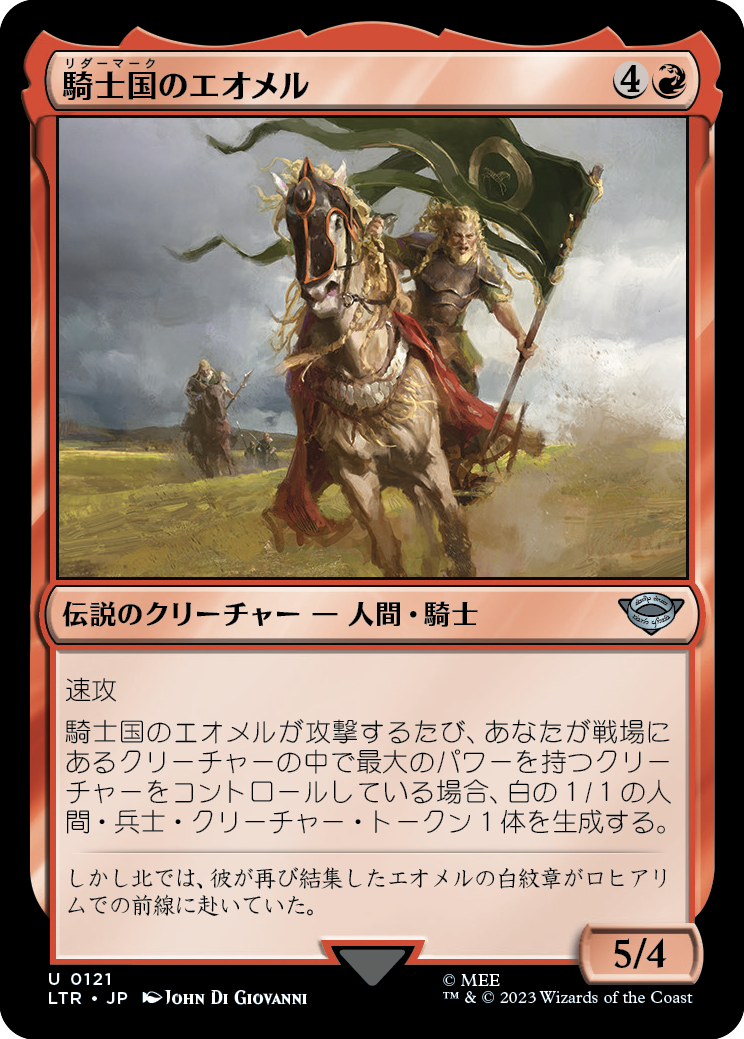 リダーマーク
騎士国のエオメル 4
伝説のクリーチャー — 人間・騎士
速攻
騎士国のエオメルが攻撃するたび、あなたが戦場に
あるクリーチャーの中で最大のパワーを持つクリー
チャーをコントロールしている場合、白の1/1の人
間・兵士・クリーチャー・トークン1体を生成する。
しかし北では、彼が再び結集したエオメルの白紋章がロヒアリ
ムでの前線に赴いていた。
5/4
U 0121
LTR • JP John Di Giovanni
© MEE
™ & © 2023 Wizards of the Coast